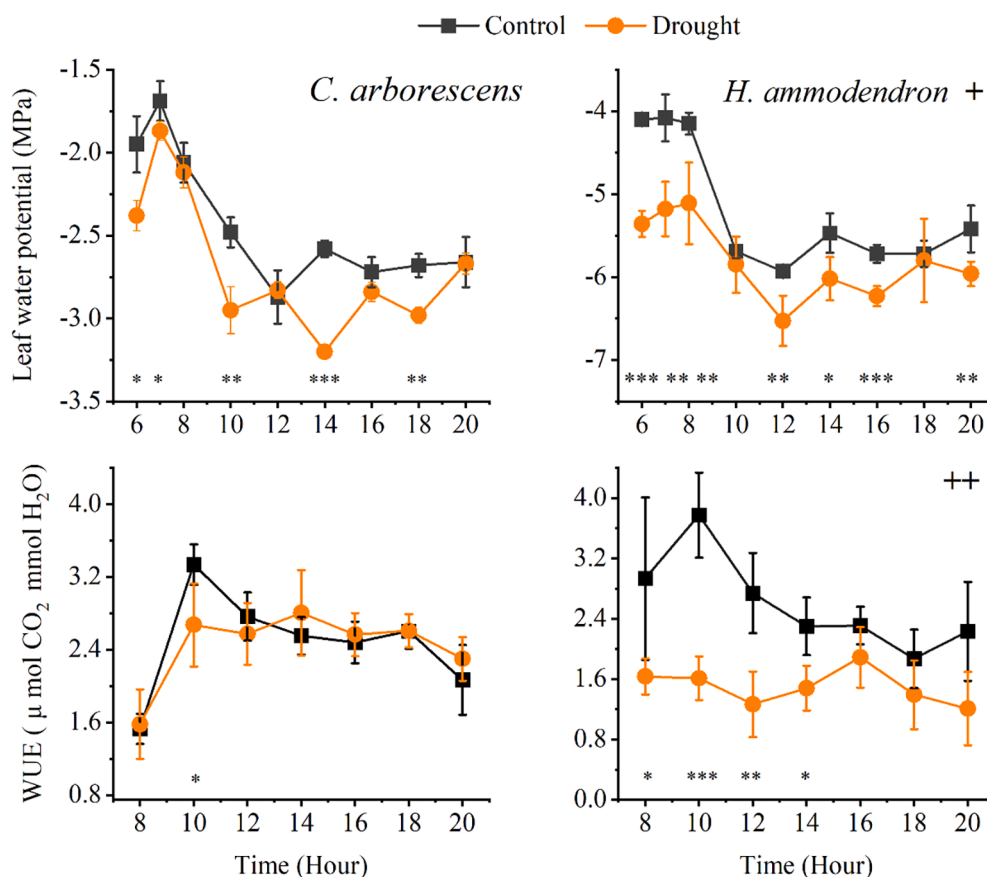 Control Drought
C. arborescens
H. ammodendron +
Leaf water potential (MPa)
-1.5
-2.0
-2.5
-3.0
-3.5
* * ** *** **
6 8 10 12 14 16 18 20
-4
-5
-6
-7
*** ** ** ** * *** **
6 8 10 12 14 16 18 20
WUE ( μ mol CO₂ mmol H₂O)
4.0
3.2
2.4
1.6
0.8
*
8 10 12 14 16 18 20
Time (Hour)
++
4.0
3.2
2.4
1.6
0.8
0.0
* *** ** *
8 10 12 14 16 18 20
Time (Hour)